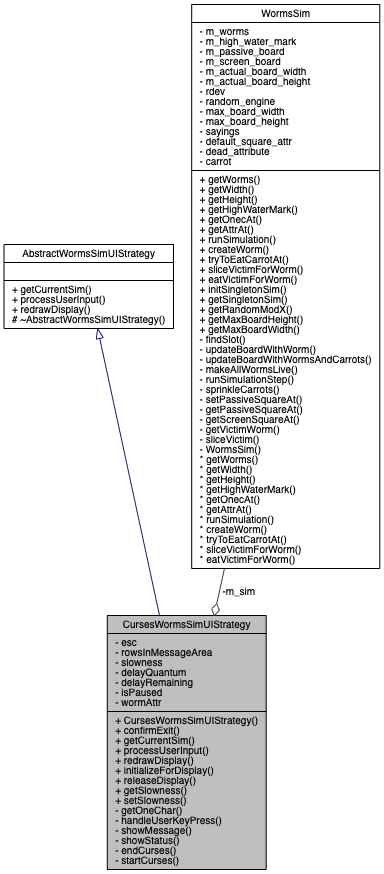 WormsSim
- m_worms
- m_high_water_mark
- m_passive_board
- m_screen_board
- m_actual_board_width
- m_actual_board_height
- rdev
- random_engine
- max_board_width
- max_board_height
- sayings
- default_square_attr
- dead_attribute
- carrot
+ getWorms()
+ getWidth()
+ getHeight()
+ getHighWaterMark()
+ getOnecAt()
+ getAttrAt()
+ runSimulation()
+ createWorm()
+ tryToEatCarrotAt()
+ sliceVictimForWorm()
+ eatVictimForWorm()
+ initSingletonSim()
+ getSingletonSim()
+ getRandomModX()
+ getMaxBoardHeight()
+ getMaxBoardWidth()
- findSlot()
- updateBoardWithWorm()
- updateBoardWithWormsAndCarrots()
- makeAllWormsLive()
- runSimulationStep()
- sprinkleCarrots()
- setPassiveSquareAt()
- getPassiveSquareAt()
- getScreenSquareAt()
- getVictimWorm()
- sliceVictim()
- WormsSim()
* getWorms()
* getWidth()
* getHeight()
* getHighWaterMark()
* getOnecAt()
* getAttrAt()
* runSimulation()
* createWorm()
* tryToEatCarrotAt()
* sliceVictimForWorm()
* eatVictimForWorm()
AbstractWormsSimUIStrategy
+ getCurrentSim()
+ processUserInput()
+ redrawDisplay()
# ~AbstractWormsSimUIStrategy()
-m_sim
CursesWormsSimUIStrategy
- esc
- rowsInMessageArea
- slowness
- delayQuantum
- delayRemaining
- isPaused
- wormAttr
+ CursesWormsSimUIStrategy()
+ confirmExit()
+ getCurrentSim()
+ processUserInput()
+ redrawDisplay()
+ initializeForDisplay()
+ releaseDisplay()
+ getSlowness()
+ setSlowness()
- getOneChar()
- handleUserKeyPress()
- showMessage()
- showStatus()
- endCurses()
- startCurses()